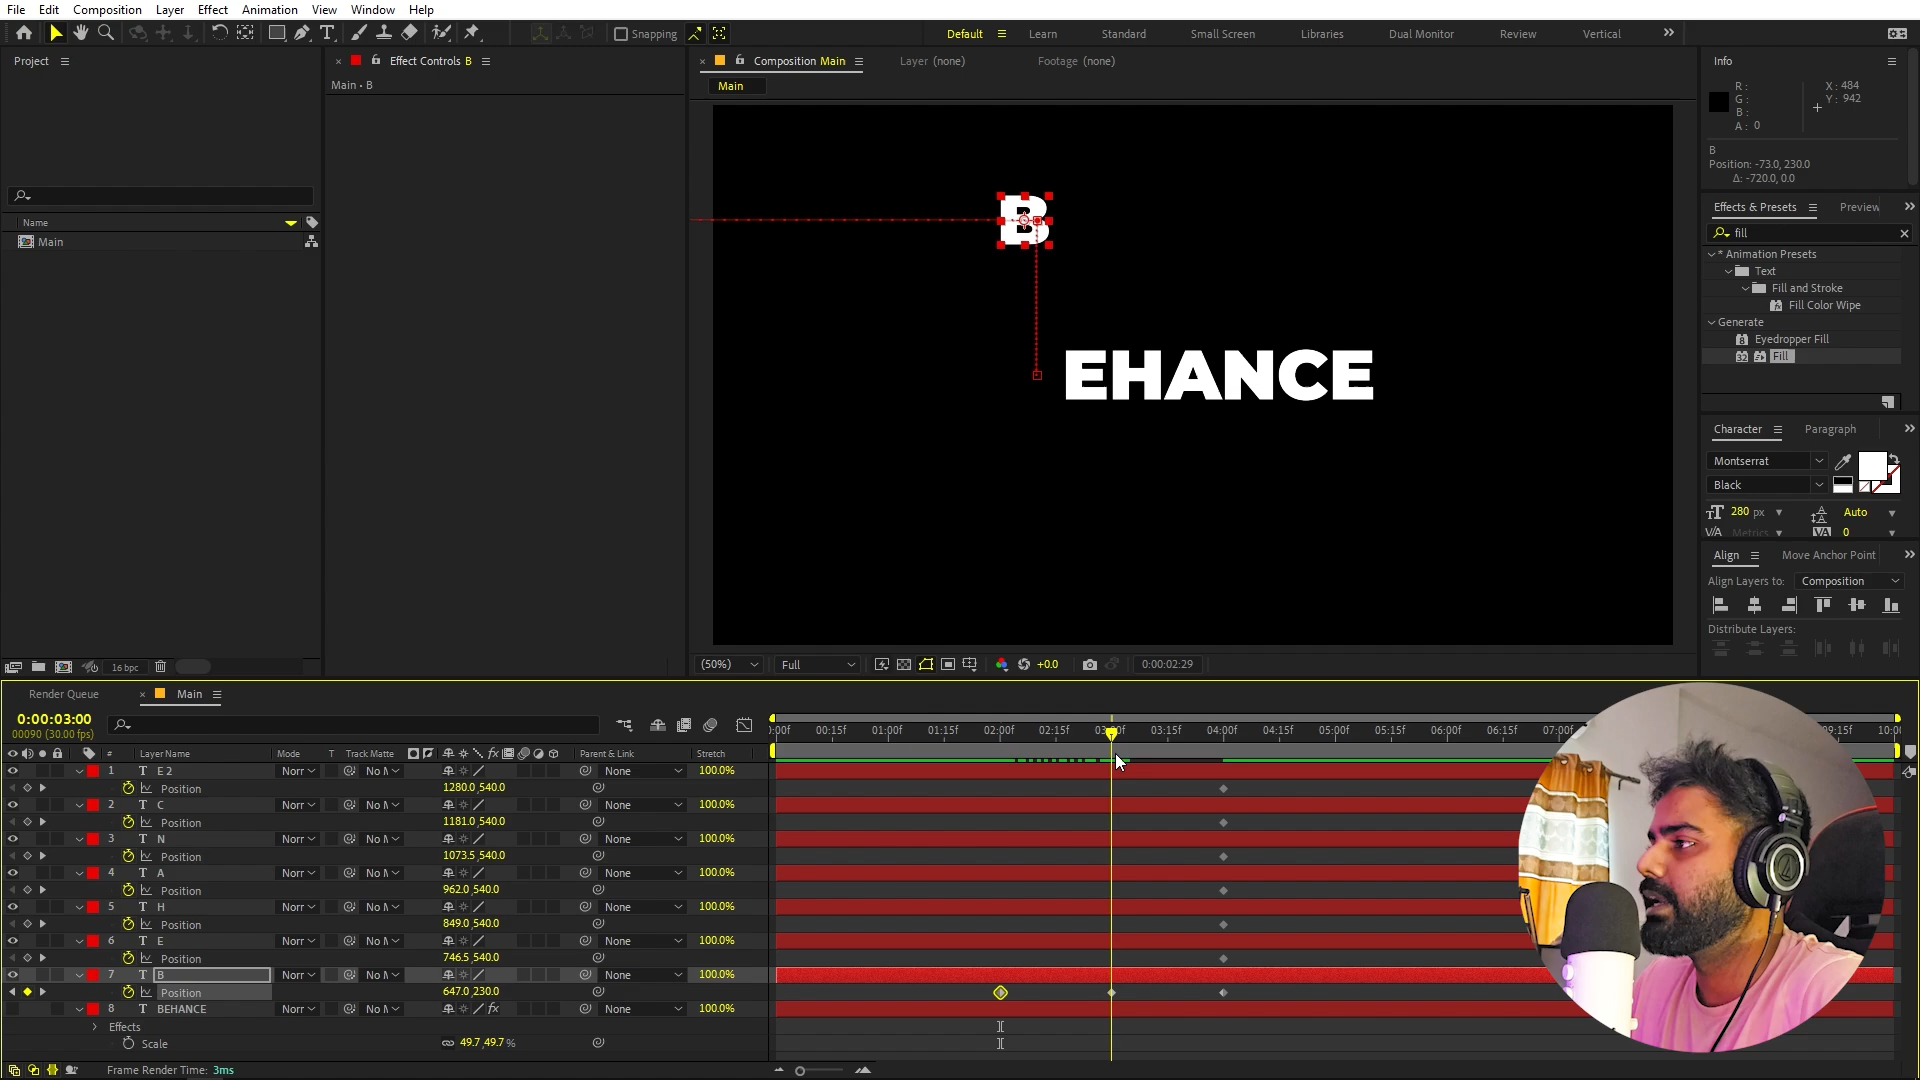 File Edit Composition Layer Effect Animation View Window Help
Snapping
Default Learn Standard Small Screen Libraries Dual Monitor Review Vertical
Project
Effect Controls B
Main • B
Composition Main
Layer (none)
Footage (none)
Main
Info
R :
G :
B :
A : 0
X : 484
Y : 942
B
Position: -73.0, 230.0
Δ: -720.0, 0.0
Effects & Presets Preview
fill
* Animation Presets
Text
Fill and Stroke
Fill Color Wipe
Generate
Eyedropper Fill
Fill
Name
Main
B
EHANCE
Character Paragraph
Montserrat
Black
280 px
Auto
Metrics
0
Align Move Anchor Point
Align Layers to: Composition
Distribute Layers:
16 bpc
(50%)
Full
+0.0
0:00:02:29
Render Queue
Main
0:00:03:00
00090 (30.00 fps)
:00f 00:15f 01:00f 01:15f 02:00f 02:15f 03:15f 04:00f 04:15f 05:00f 05:15f 06:00f 06:15f 07:00f 09:15f 10:0
# Layer Name Mode T Track Matte Parent & Link Stretch
1 T E 2 Norr No M None 100.0%
Position 1280.0,540.0
2 T C Norr No M None 100.0%
Position 1181.0,540.0
3 T N Norr No M None 100.0%
Position 1073.5,540.0
4 T A Norr No M None 100.0%
Position 962.0,540.0
5 T H Norr No M None 100.0%
Position 849.0,540.0
6 T E Norr No M None 100.0%
Position 746.5,540.0
7 T B Norr No M None 100.0%
Position 647.0,230.0
8 T BEHANCE Norr No M fx None 100.0%
Effects
Scale 49.7,49.7 %
Frame Render Time: 3ms